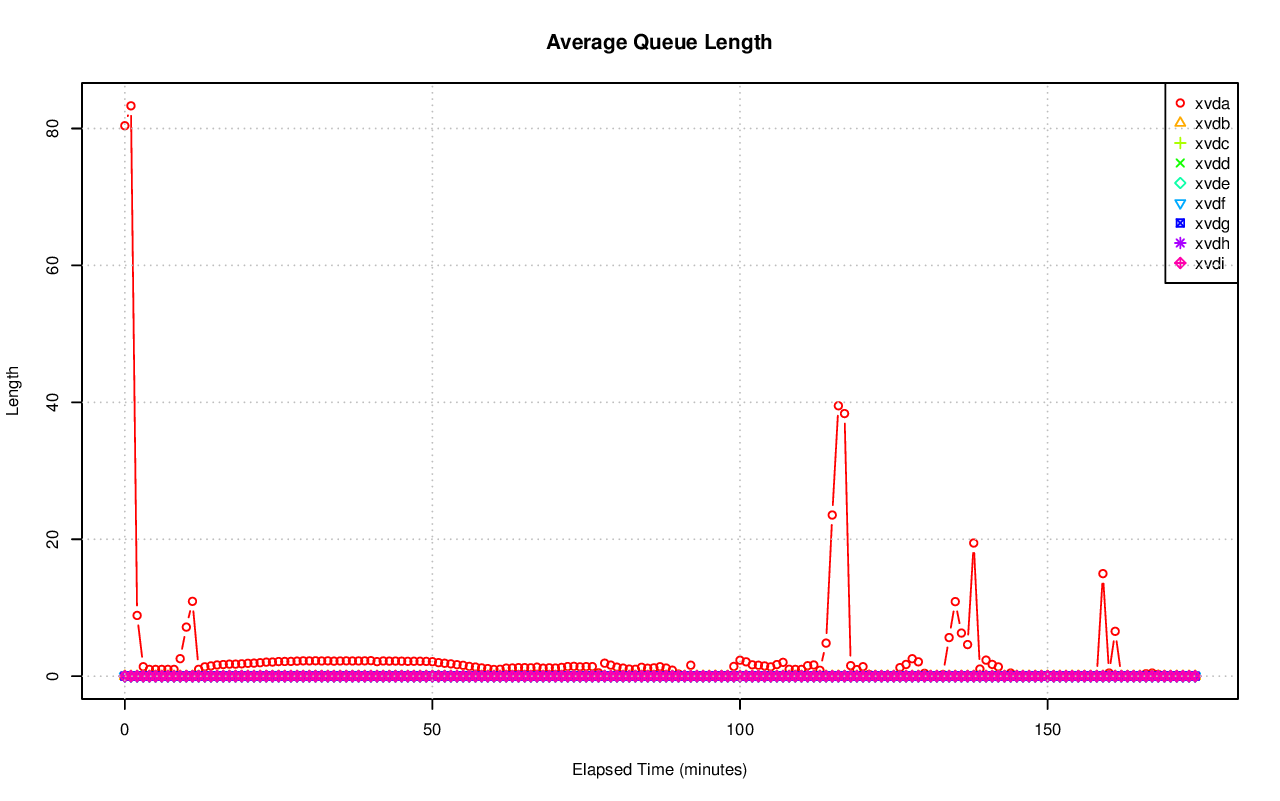 Average Queue Length
xvda
xvdb
xvdc
xvdd
xvde
xvdf
xvdg
xvdh
xvdi
80
60
40
20
0
Length
0 50 100 150
Elapsed Time (minutes)